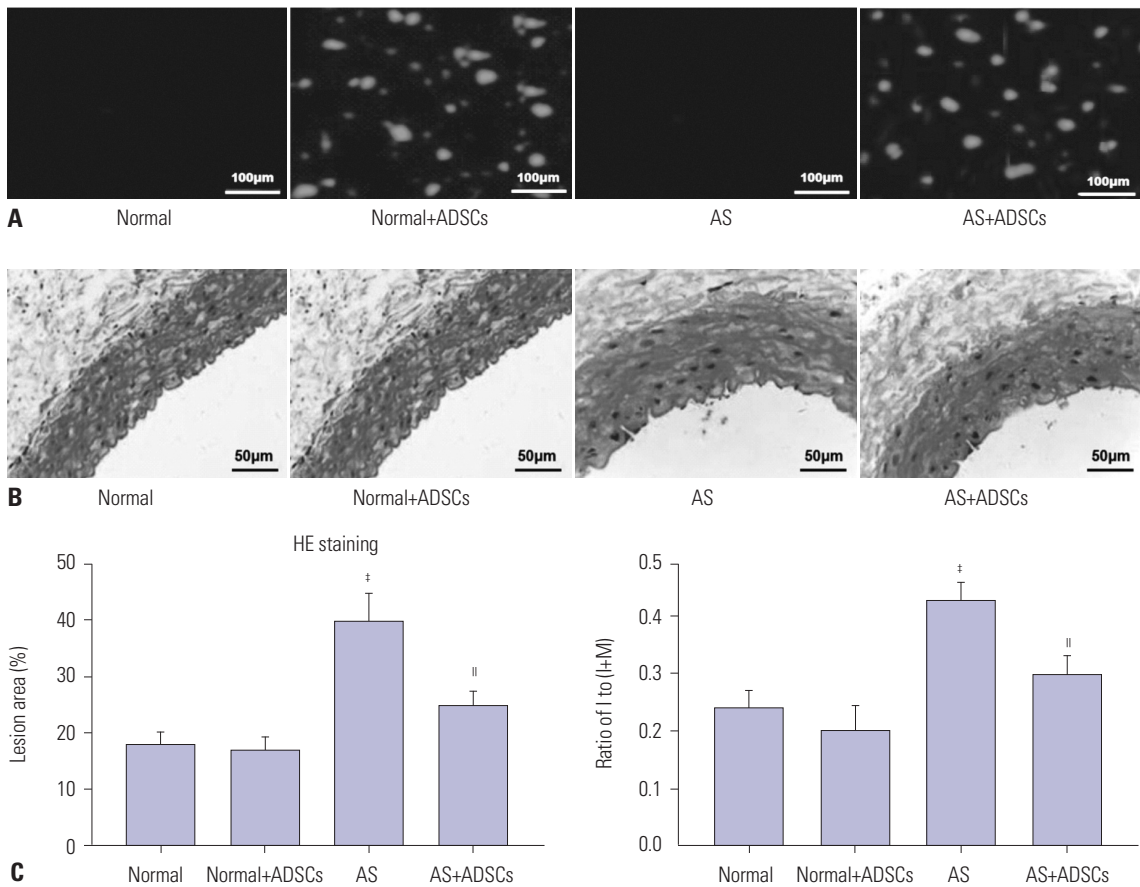 100µm 100µm 100µm 100µm
A Normal Normal+ADSCs AS AS+ADSCs
50µm 50µm 50µm 50µm
B Normal Normal+ADSCs AS AS+ADSCs
HE staining
Lesion area (%)
50
40
30
20
10
0
‡
||
Normal Normal+ADSCs AS AS+ADSCs
Ratio of I to (I+M)
0.5
0.4
0.3
0.2
0.1
0.0
‡
||
Normal Normal+ADSCs AS AS+ADSCs
C